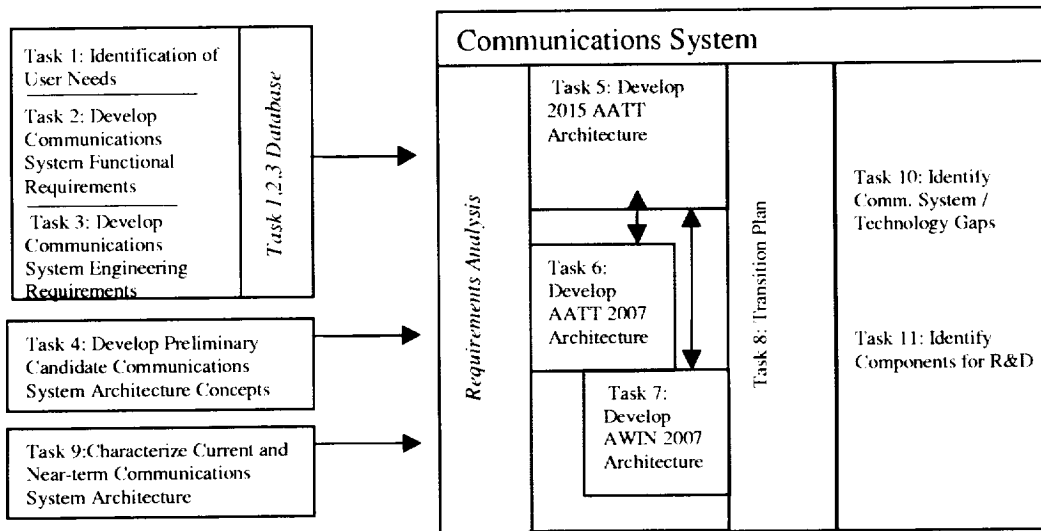 Task 1: Identification of
User Needs
Task 2: Develop
Communications
System Functional
Requirements
Task 3: Develop
Communications
System Engineering
Requirements
Task 1,2,3 Database
Task 4: Develop Preliminary
Candidate Communications
System Architecture Concepts
Task 9:Characterize Current and
Near-term Communications
System Architecture
Communications System
Requirements Analysis
Task 5: Develop
2015 AATT
Architecture
Task 6:
Develop
AATT 2007
Architecture
Task 7:
Develop
AWIN 2007
Architecture
Task 8: Transition Plan
Task 10: Identify
Comm. System /
Technology Gaps
Task 11: Identify
Components for R&D